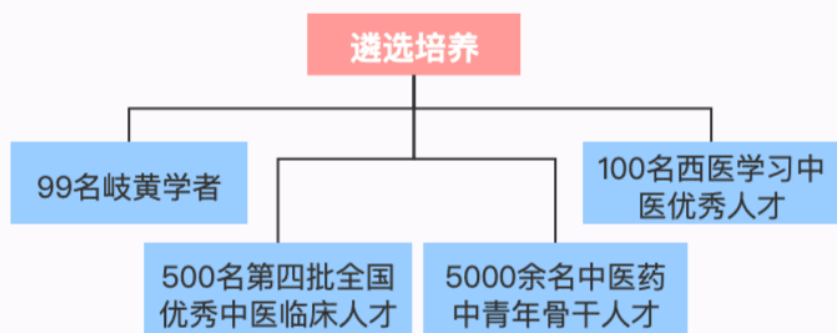 遴选培养
99名岐黄学者
100名西医学习中
医优秀人才
500名第四批全国
优秀中医临床人才
5000余名中医药
中青年骨干人才